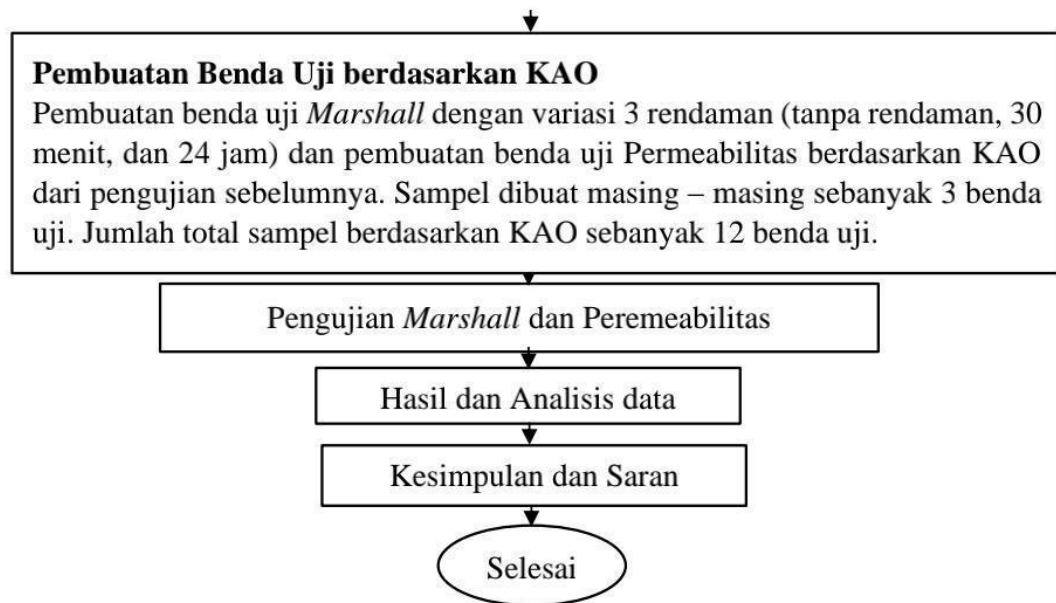 Pembuatan Benda Uji berdasarkan KAO
Pembuatan benda uji Marshall dengan variasi 3 rendaman (tanpa rendaman, 30
menit, dan 24 jam) dan pembuatan benda uji Permeabilitas berdasarkan KAO
dari pengujian sebelumnya. Sampel dibuat masing – masing sebanyak 3 benda
uji. Jumlah total sampel berdasarkan KAO sebanyak 12 benda uji.
Pengujian Marshall dan Peremeabilitas
Hasil dan Analisis data
Kesimpulan dan Saran
Selesai